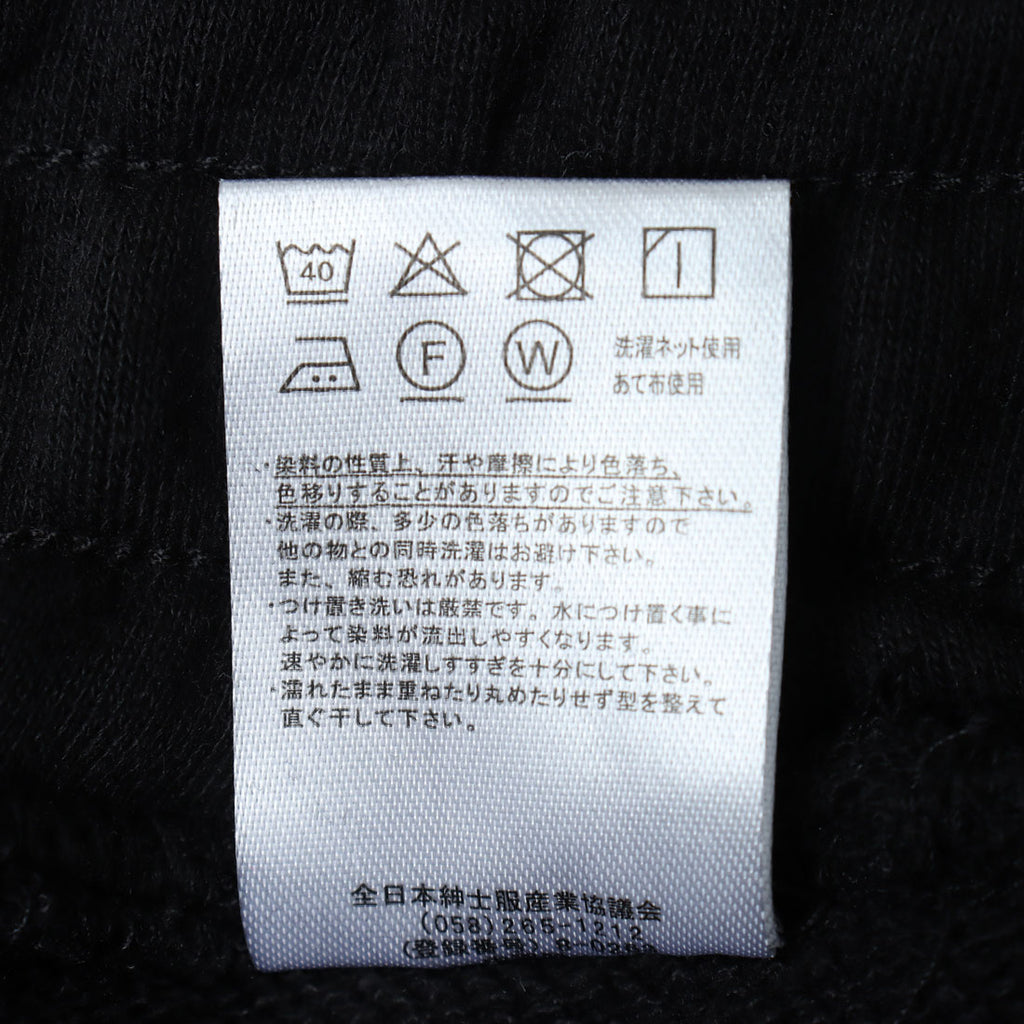 40
F W 洗濯ネット使用
あて布使用
・染料の性質上、汗や摩擦により色落ち、
色移りすることがありますのでご注意下さい。
・洗濯の際、多少の色落ちがありますので
他の物との同時洗濯はお避け下さい。
また、縮む恐れがあります。
・つけ置き洗いは厳禁です。水につけ置く事に
よって染料が流出しやすくなります。
速やかに洗濯しすすぎを十分にして下さい。
・濡れたまま重ねたり丸めたりせず型を整えて
直ぐ干して下さい。
全日本紳士服産業協議会
(058)265-1212
(登録番号)